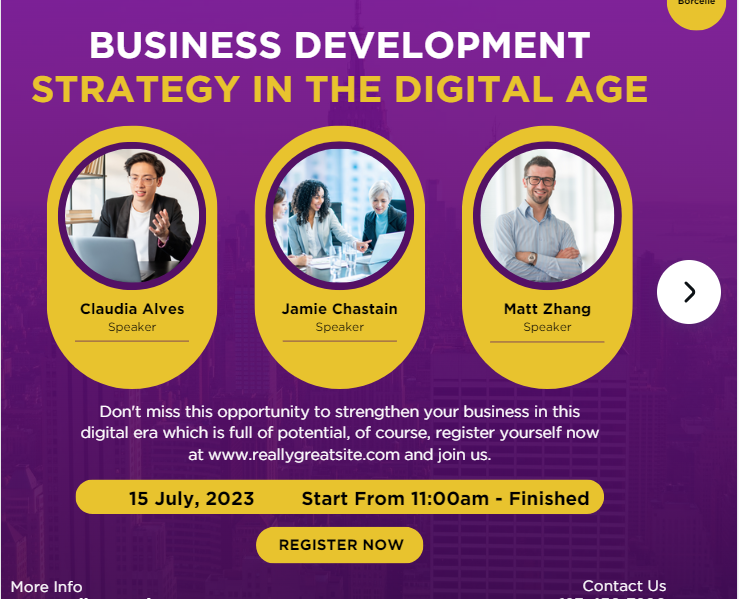 Borcelle
BUSINESS DEVELOPMENT
STRATEGY IN THE DIGITAL AGE
Claudia Alves
Speaker
Jamie Chastain
Speaker
Matt Zhang
Speaker
Don't miss this opportunity to strengthen your business in this
digital era which is full of potential, of course, register yourself now
at www.reallygreatsite.com and join us.
15 July, 2023 Start From 11:00am - Finished
REGISTER NOW
More Info
Contact Us